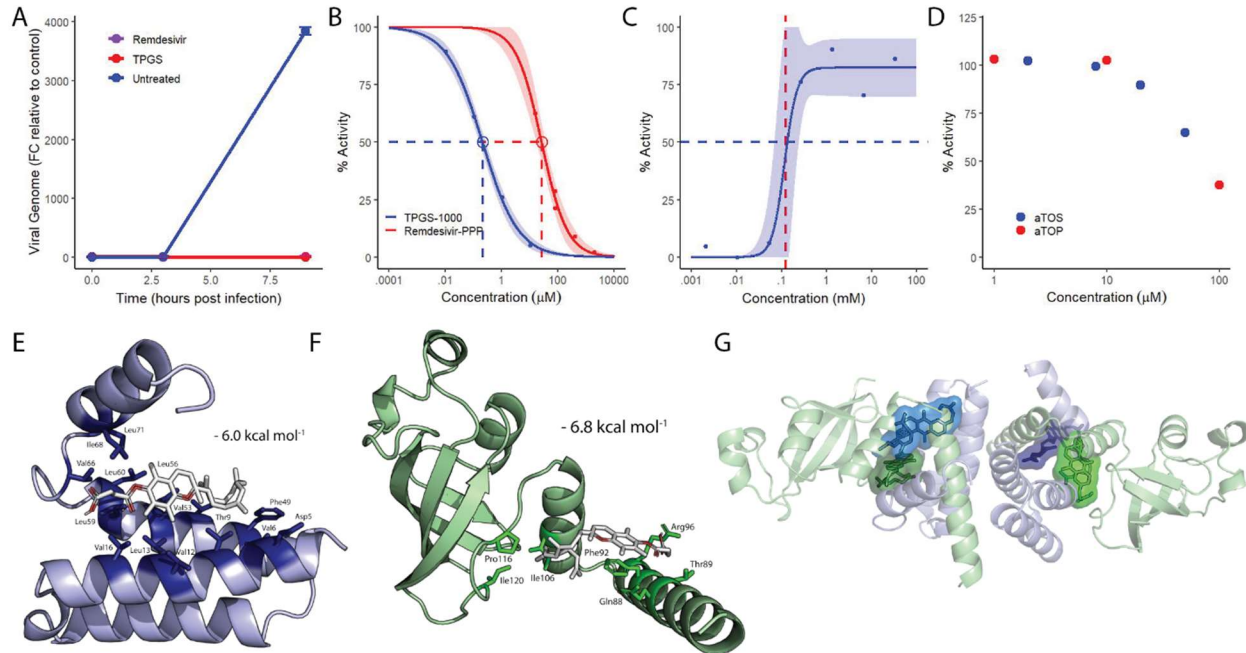 A
Viral Genome (FC relative to control)
4000
3000
2000
1000
0
Remdesivir
TPGS
Untreated
0.0
2.5
5.0
7.5
Time (hours post infection)
B
% Activity
100
75
50
25
0
TPGS-1000
Remdesivir-PPP
.0001
.01
1
100
10000
Concentration (μM)
C
% Activity
100
75
50
25
0
.001
.01
.1
1
10
100
Concentration (mM)
D
% Activity
125
100
75
50
25
0
aTOS
aTOP
1
10
100
Concentration (μM)
E
- 6.0 kcal mol⁻¹
Leu71
Ile68
Val66
Leu60
Leu56
Leu59
Val53
Thr9
Phe49
Val6
Asp5
Val16
Leu13
Val12
F
- 6.8 kcal mol⁻¹
Arg96
Phe92
Pro116
Ile106
Thr89
Ile120
Gln88
G